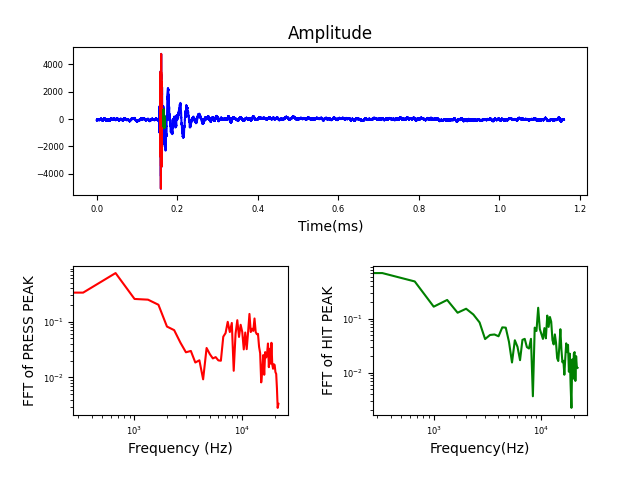 Amplitude
4000
2000
0
−2000
−4000
0.0 0.2 0.4 0.6 0.8 1.0 1.2
Time(ms)
FFT of PRESS PEAK
10⁻¹
10⁻²
10³ 10⁴
Frequency (Hz)
FFT of HIT PEAK
10⁻¹
10⁻²
10³ 10⁴
Frequency(Hz)